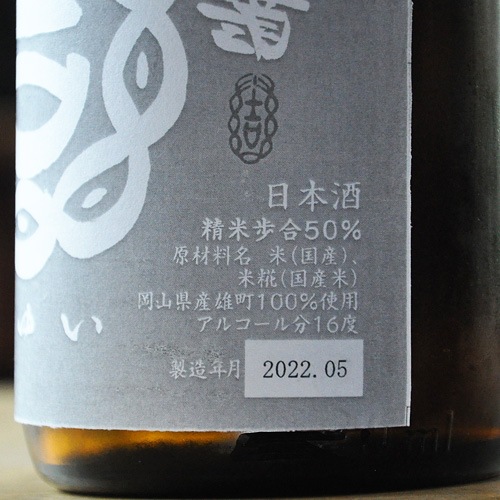 日本酒
精米歩合50%
原材料名 米(国産)、
米糀(国産米)
岡山県産雄町100%使用
アルコール分16度
ゆい
製造年月 2022.05